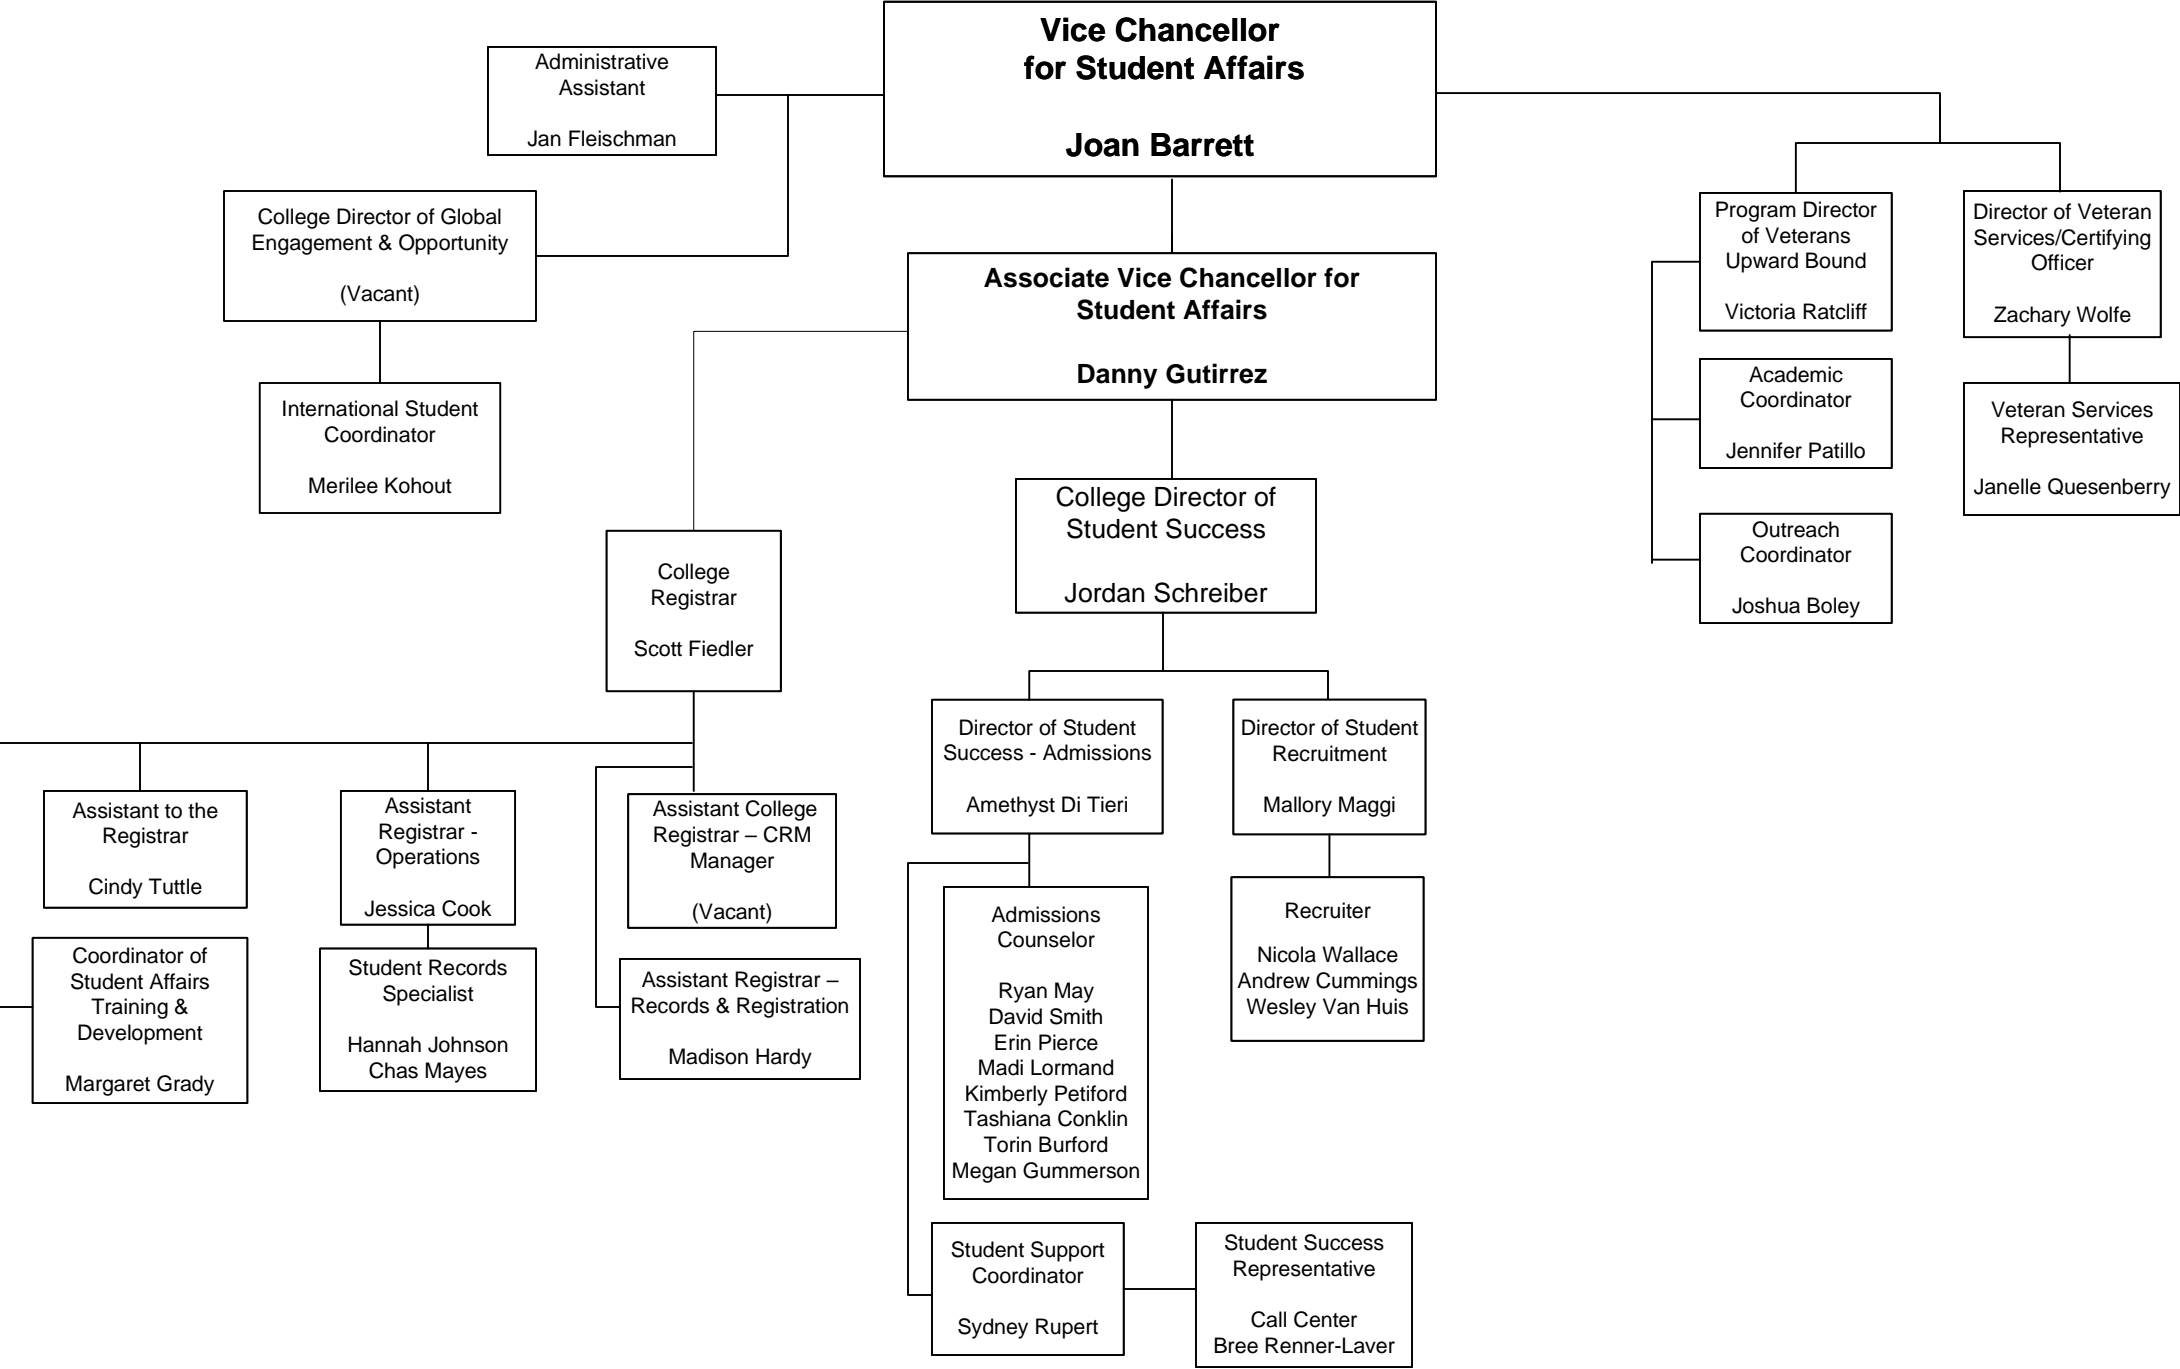 Vice Chancellor
for Student Affairs
Joan Barrett
Administrative
Assistant
Jan Fleischman
College Director of Global
Engagement & Opportunity
(Vacant)
International Student
Coordinator
Merilee Kohout
Program Director
of Veterans
Upward Bound
Victoria Ratcliff
Director of Veteran
Services/Certifying
Officer
Zachary Wolfe
Academic
Coordinator
Jennifer Patillo
Veteran Services
Representative
Janelle Quesenberry
Outreach
Coordinator
Joshua Boley
Associate Vice Chancellor for
Student Affairs
Danny Gutirrez
College Director of
Student Success
Jordan Schreiber
College
Registrar
Scott Fiedler
Assistant to the
Registrar
Cindy Tuttle
Coordinator of
Student Affairs
Training &
Development
Margaret Grady
Assistant
Registrar -
Operations
Jessica Cook
Student Records
Specialist
Hannah Johnson
Chas Mayes
Assistant College
Registrar – CRM
Manager
(Vacant)
Assistant Registrar –
Records & Registration
Madison Hardy
Director of Student
Success - Admissions
Amethyst Di Tieri
Director of Student
Recruitment
Mallory Maggi
Admissions
Counselor
Ryan May
David Smith
Erin Pierce
Madi Lormand
Kimberly Petiford
Tashiana Conklin
Torin Burford
Megan Gummerson
Recruiter
Nicola Wallace
Andrew Cummings
Wesley Van Huis
Student Support
Coordinator
Sydney Rupert
Student Success
Representative
Call Center
Bree Renner-Laver